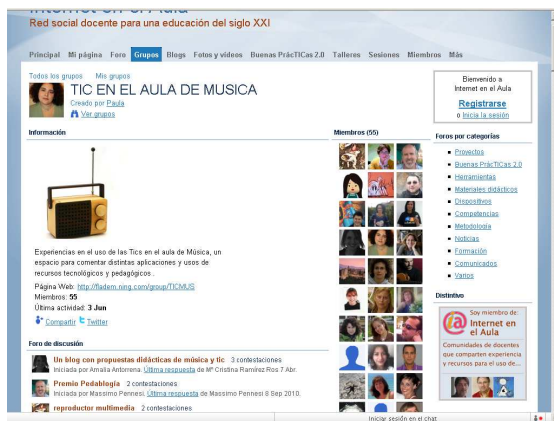 Internet en el Aula
Red social docente para una educación del siglo XXI
Principal Mi página Foro Grupos Blogs Fotos y vídeos Buenas PrácTICas 2.0 Talleres Sesiones Miembros Más
Todos los grupos Mis grupos
TIC EN EL AULA DE MUSICA
Creado por Paula
Ver grupos
Información
Experiencias en el uso de las Tics en el aula de Música, un
espacio para comentar distintas aplicaciones y usos de
recursos tecnológicos y pedagógicos .
Página Web: http://fladem.ning.com/group/TICMUS
Miembros: 55
Última actividad: 3 Jun
Compartir Twitter
Foro de discusión
Un blog con propuestas didácticas de música y tic 3 contestaciones
Iniciada por Amalia Antorrena. Última respuesta de Mª Cristina Ramírez Ros 7 Abr.
Premio Pedablogía 2 contestaciones
Iniciada por Massimo Pennesi. Última respuesta de Massimo Pennesi 8 Sep 2010.
reproductor multimedia 2 contestaciones
Miembros (55)
Bienvenido a
Internet en el Aula
Registrarse
o Inicia la sesión
Foros por categorías
Proyectos
Buenas PrácTICas 2.0
Herramientas
Materiales didácticos
Dispositivos
Competencias
Metodología
Noticias
Formación
Comunicados
Varios
Distintivo
Soy miembro de:
Internet en
el Aula
Comunidades de docentes
que comparten experiencia
y recursos para el uso de...
Iniciar sesión en el chat